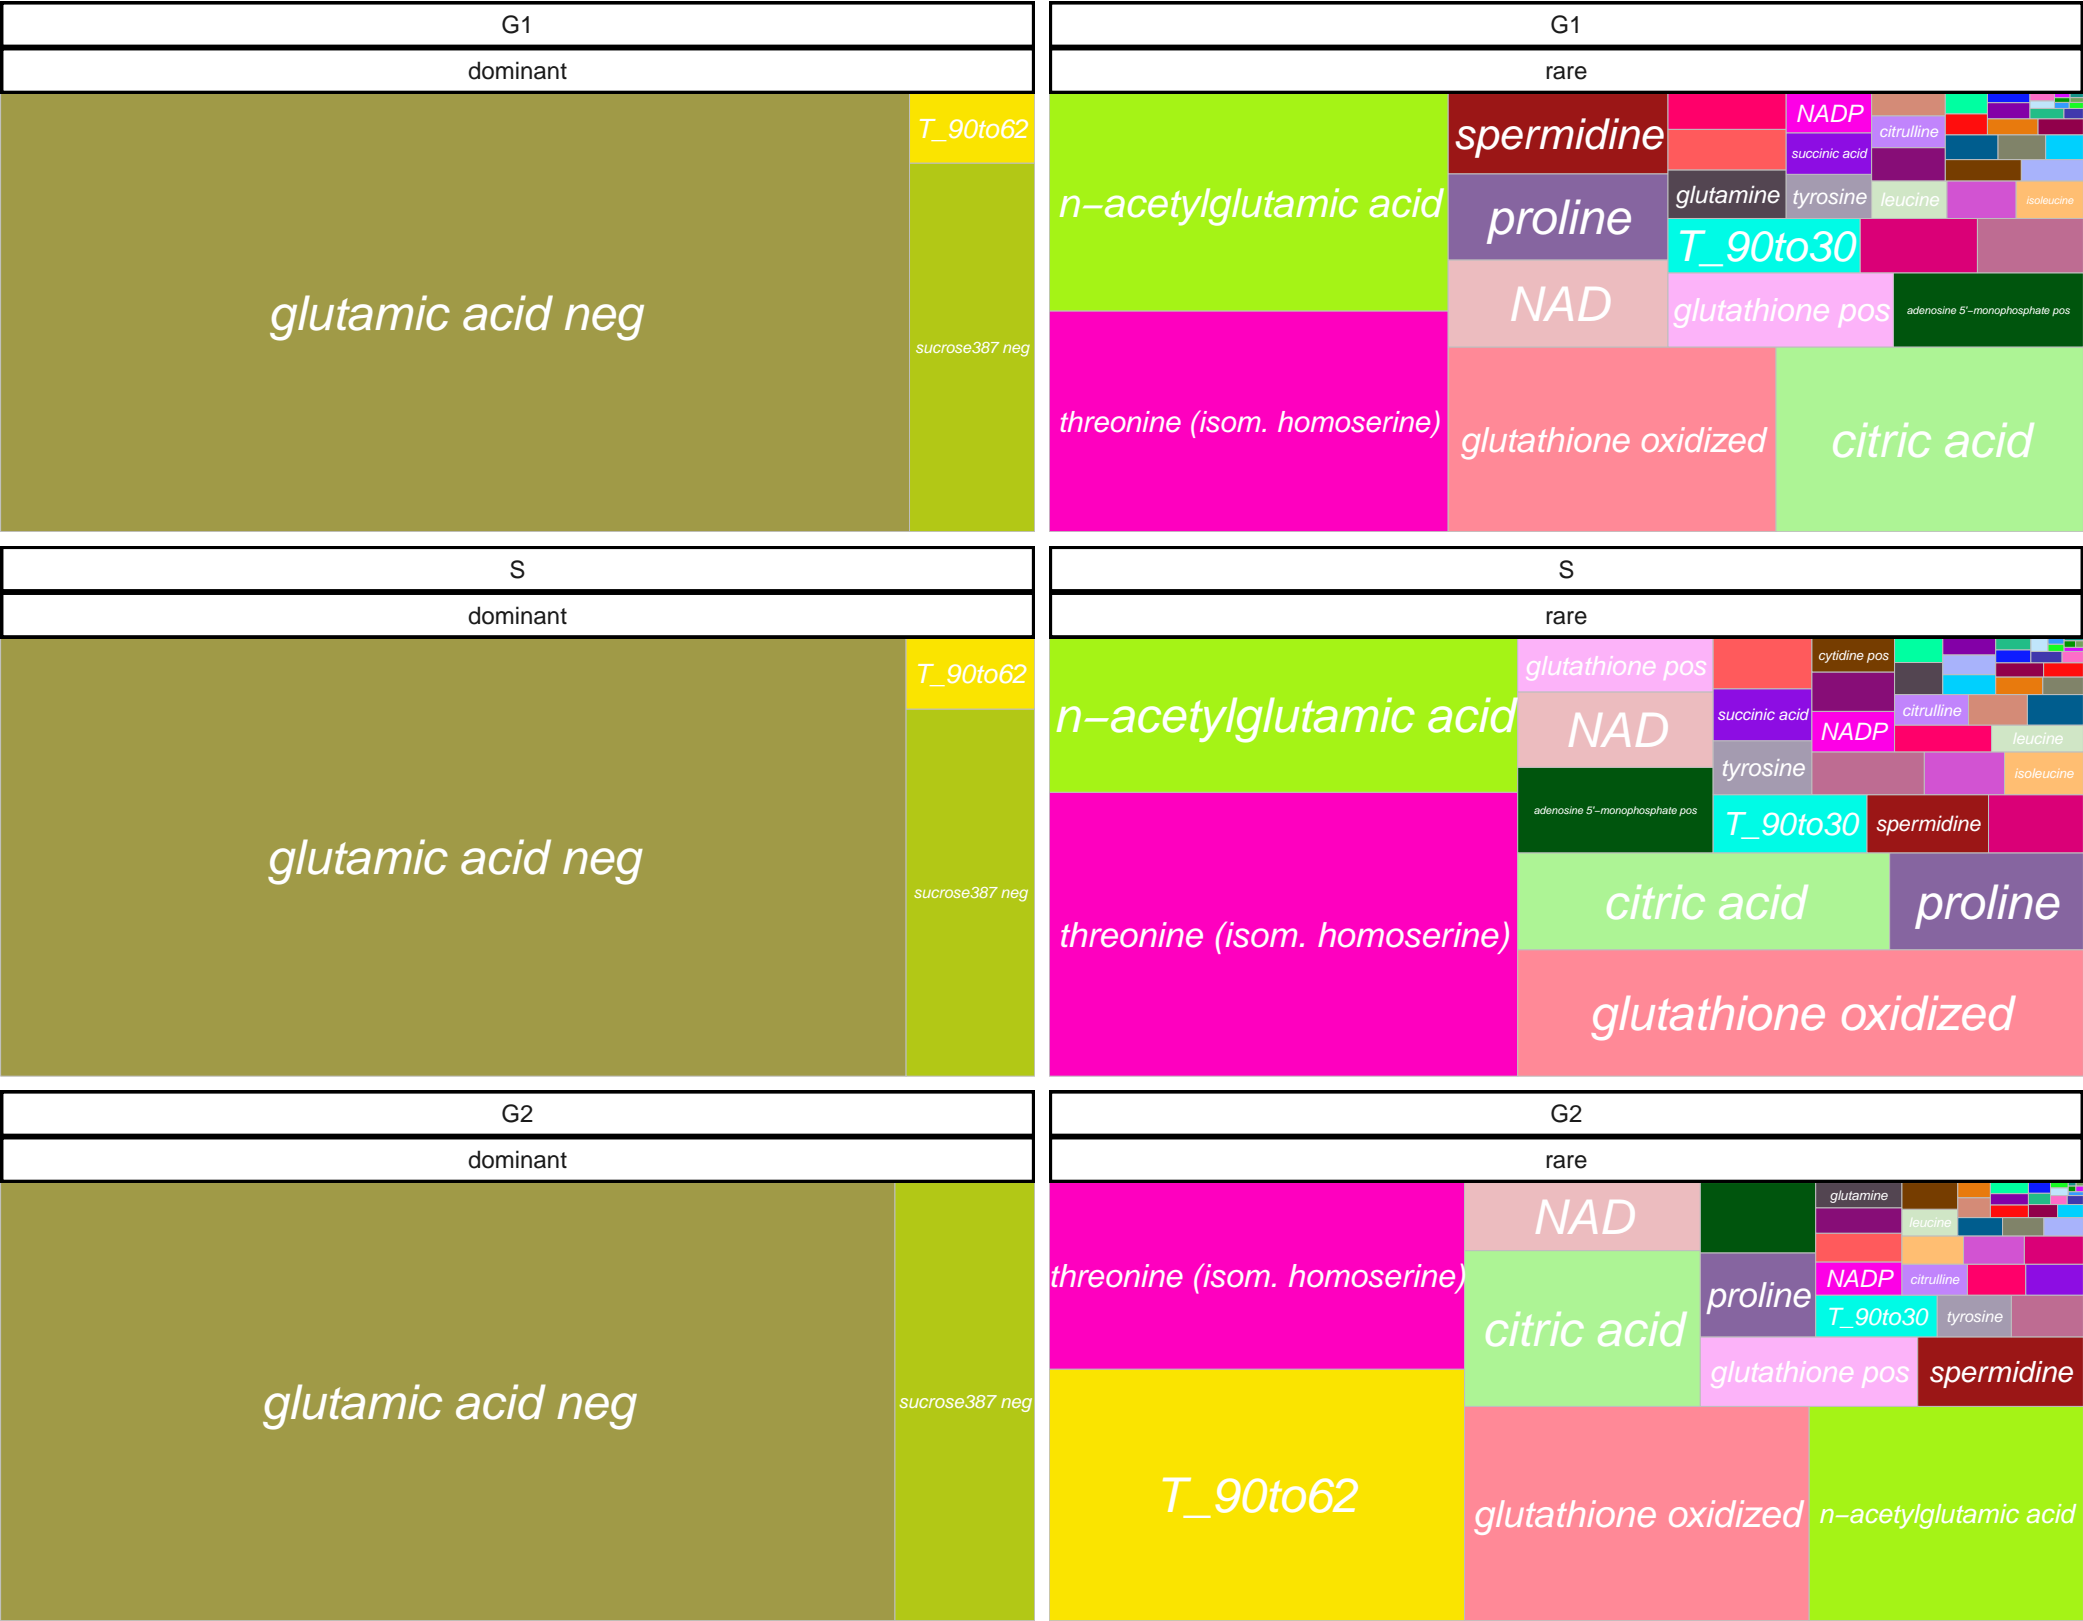 G1
dominant
T_90to62
glutamic acid neg
sucrose387 neg
G1
rare
n−acetylglutamic acid
threonine (isom. homoserine)
spermidine
proline
NAD
glutathione oxidized
citric acid
NADP
succinic acid
citrulline
glutamine
tyrosine
leucine
isoleucine
T_90to30
glutathione pos
adenosine 5'−monophosphate pos
S
dominant
T_90to62
glutamic acid neg
sucrose387 neg
S
rare
n−acetylglutamic acid
threonine (isom. homoserine)
glutathione pos
NAD
adenosine 5'−monophosphate pos
succinic acid
tyrosine
cytidine pos
NADP
citrulline
leucine
isoleucine
T_90to30
spermidine
citric acid
proline
glutathione oxidized
G2
dominant
glutamic acid neg
sucrose387 neg
G2
rare
threonine (isom. homoserine)
T_90to62
NAD
citric acid
proline
glutamine
leucine
NADP
citrulline
T_90to30
tyrosine
glutathione pos
spermidine
glutathione oxidized
n−acetylglutamic acid